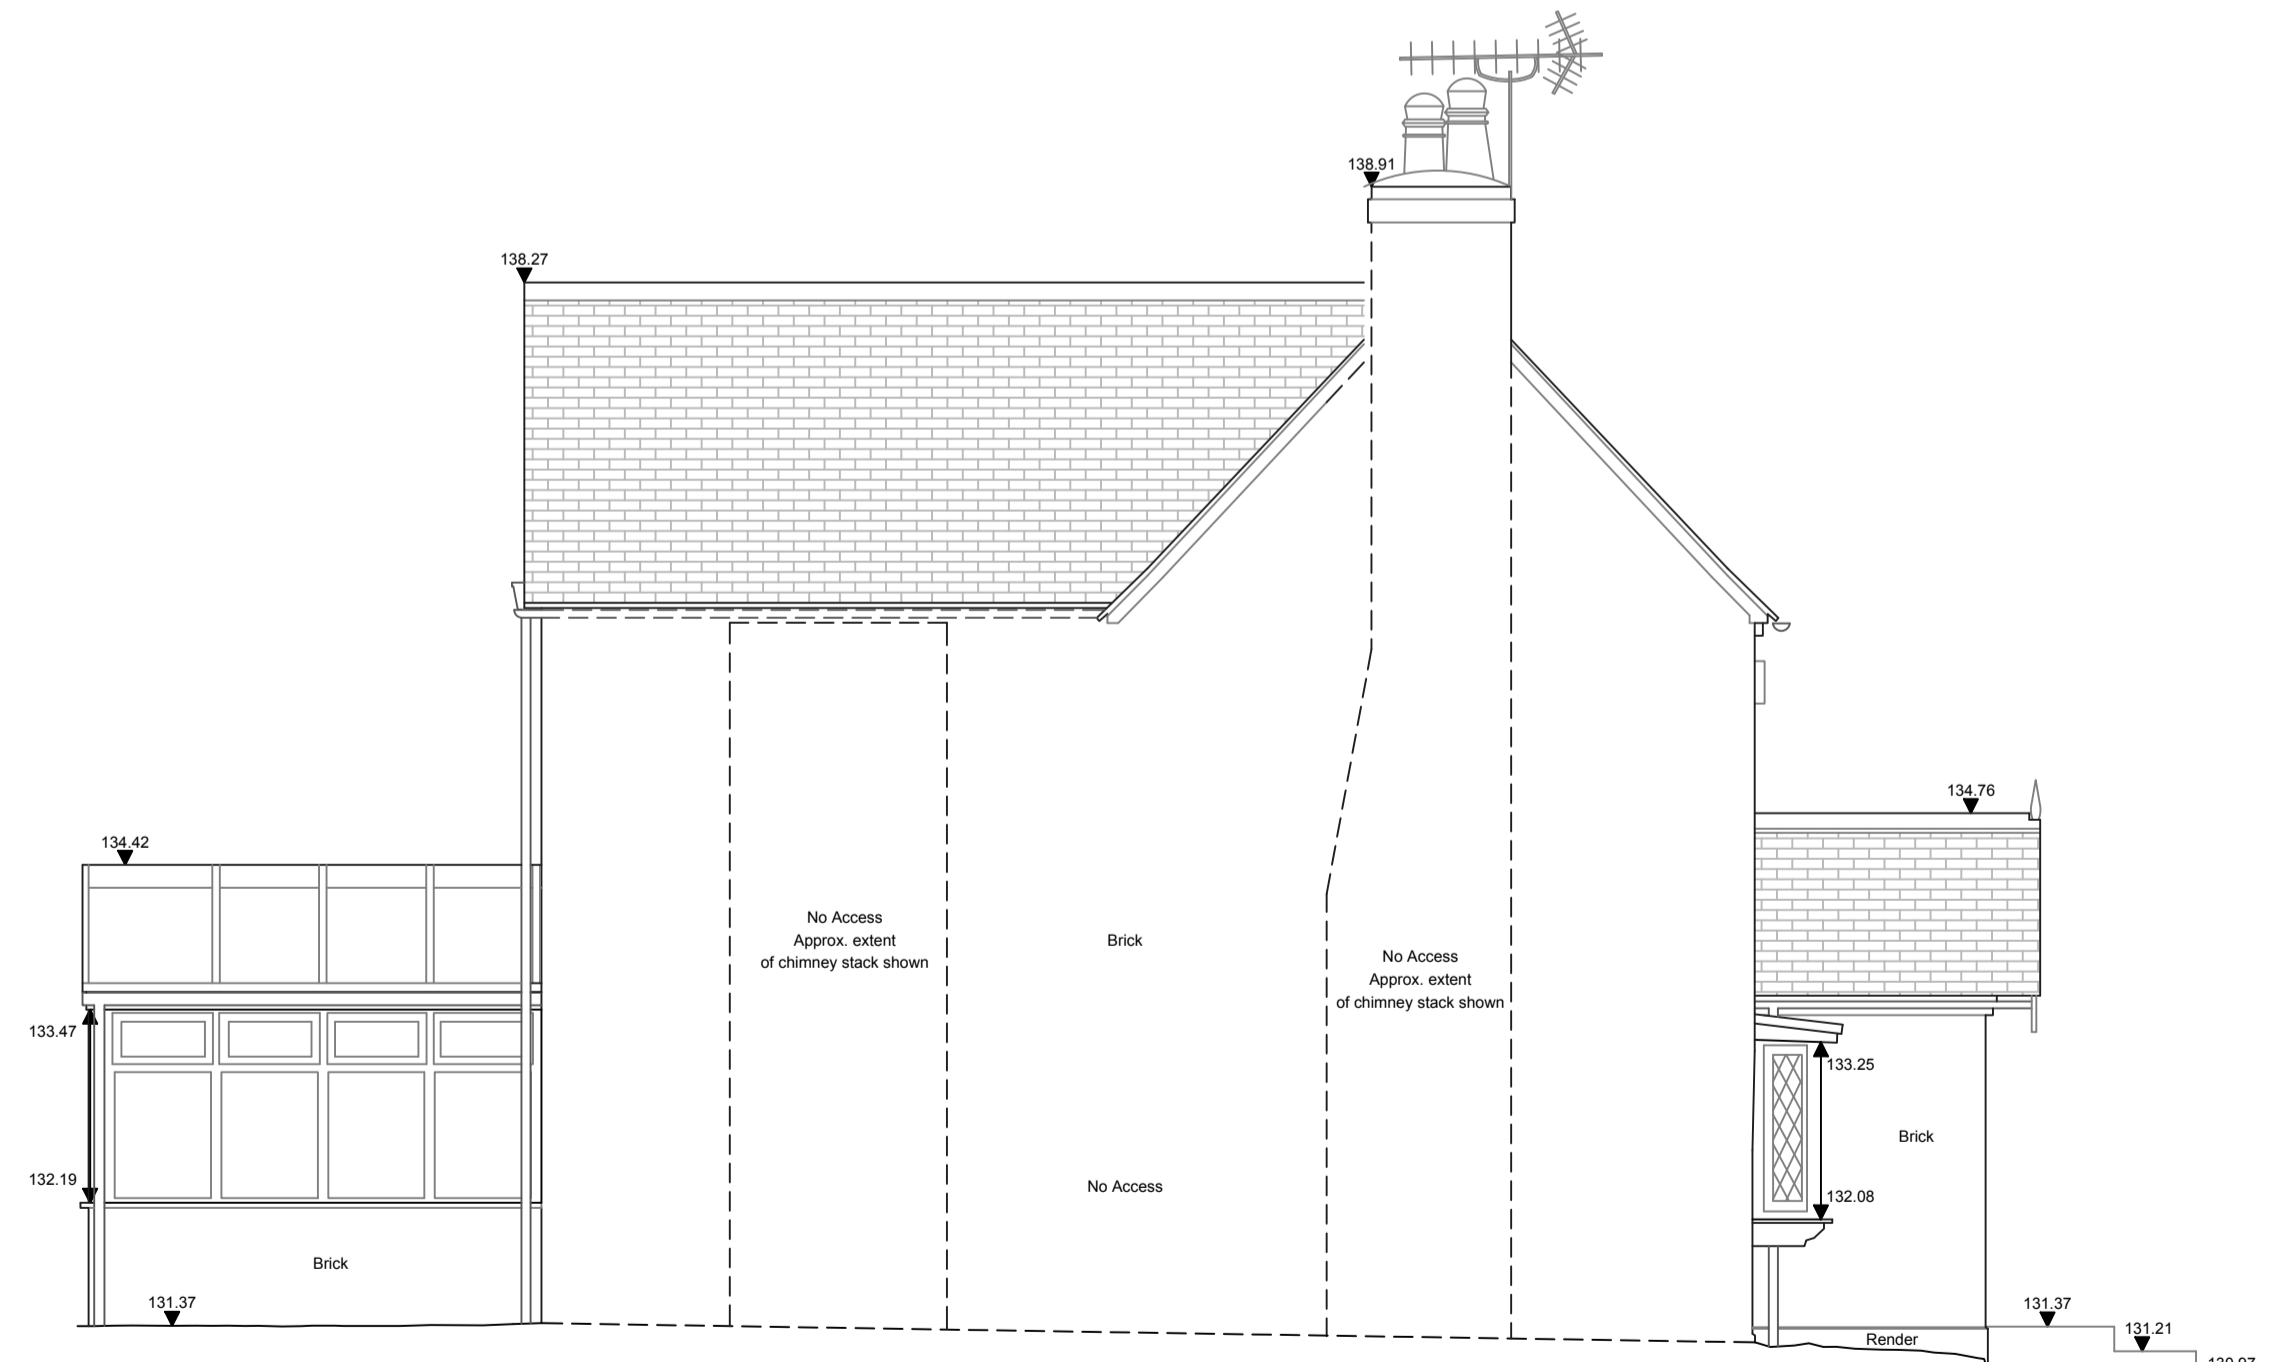 138.91
138.27
134.76
134.42
No Access
Approx. extent
of chimney stack shown
Brick
No Access
Approx. extent
of chimney stack shown
133.47
133.25
Brick
132.19
No Access
132.08
Brick
131.37
131.37
131.21
Render